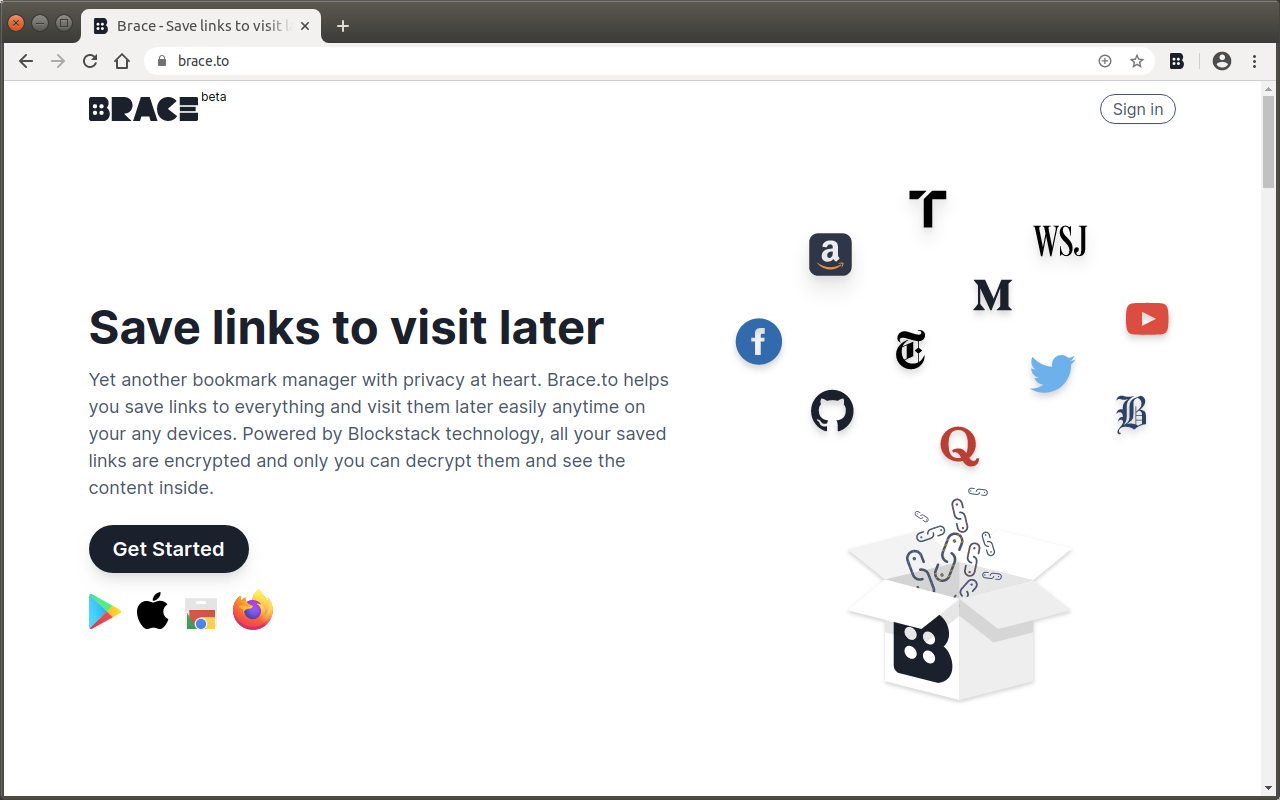 Brace - Save links to visit l
brace.to
BRACE beta
Sign in
T
WSJ
a
M
f
T
B
Q
Save links to visit later
Yet another bookmark manager with privacy at heart. Brace.to helps
you save links to everything and visit them later easily anytime on
your any devices. Powered by Blockstack technology, all your saved
links are encrypted and only you can decrypt them and see the
content inside.
Get Started
B